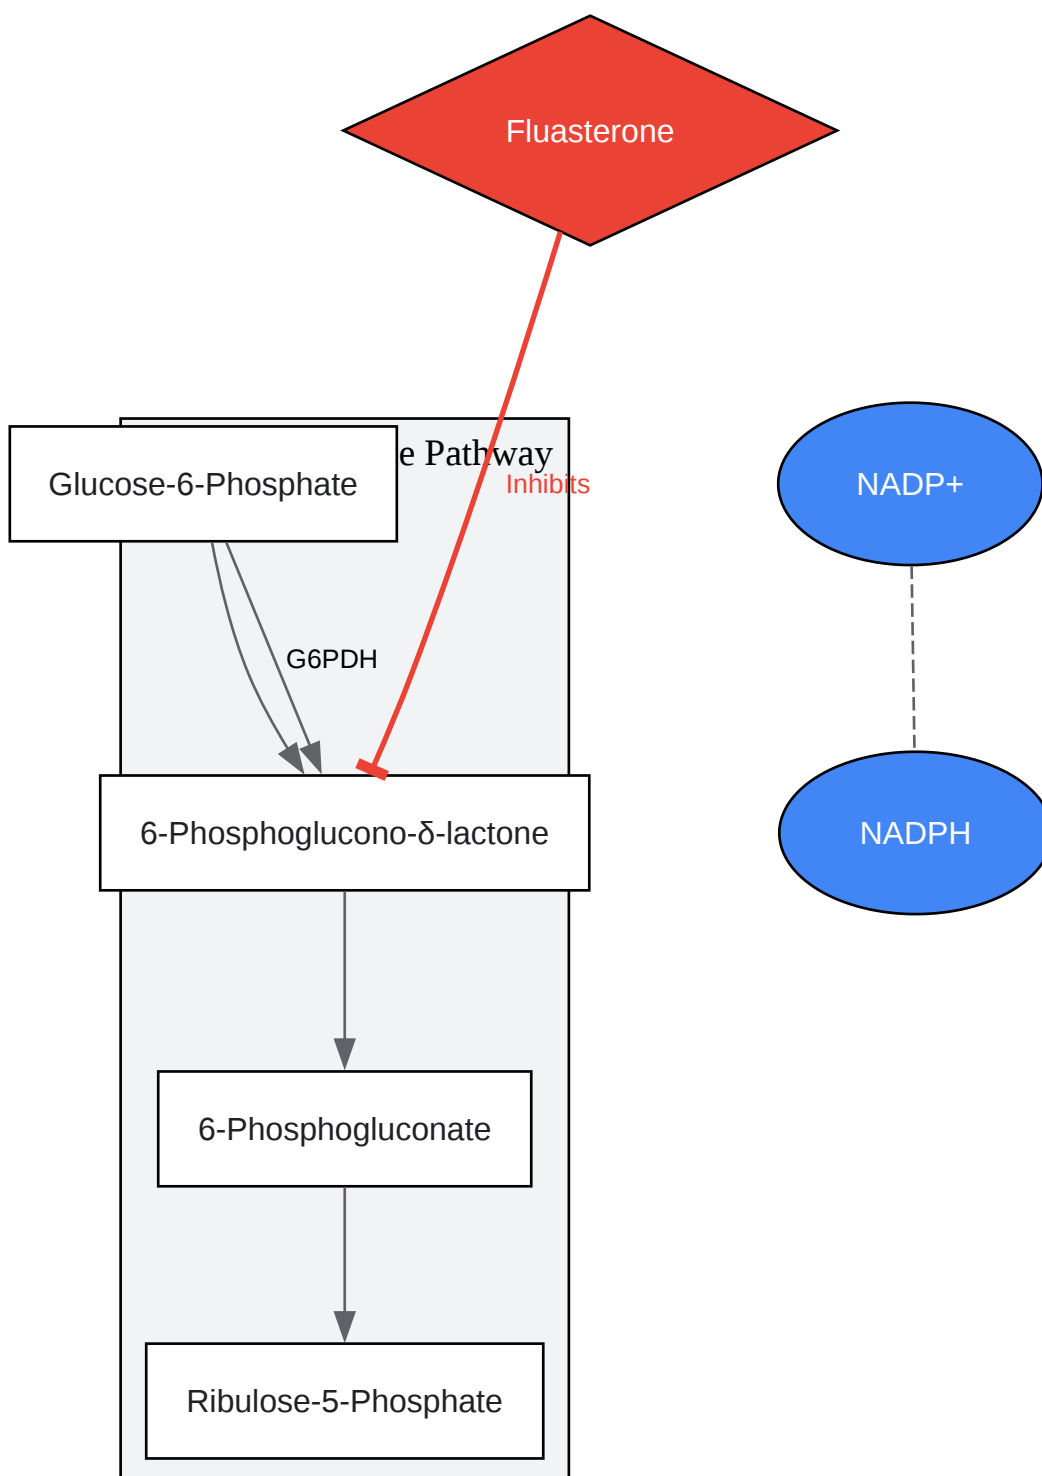 Fluasterone
e Pathway
Glucose-6-Phosphate
Inhibits
NADP+
G6PDH
6-Phosphoglucono-δ-lactone
NADPH
6-Phosphogluconate
Ribulose-5-Phosphate